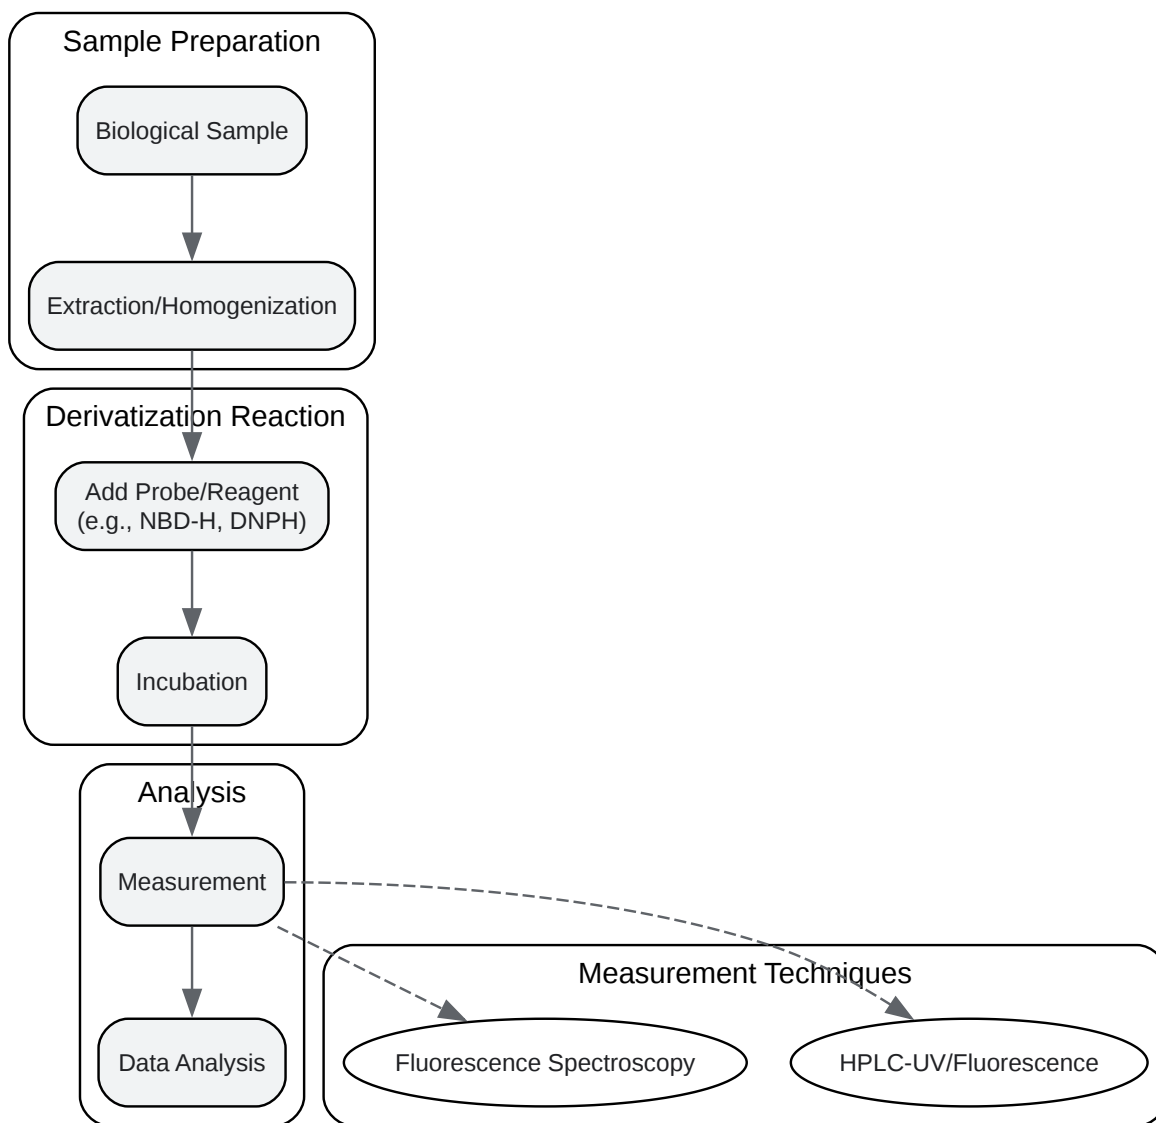 Sample Preparation
Biological Sample
Extraction/Homogenization
Derivatization Reaction
Add Probe/Reagent
(e.g., NBD-H, DNPH)
Incubation
Analysis
Measurement
Data Analysis
Measurement Techniques
Fluorescence Spectroscopy
HPLC-UV/Fluorescence